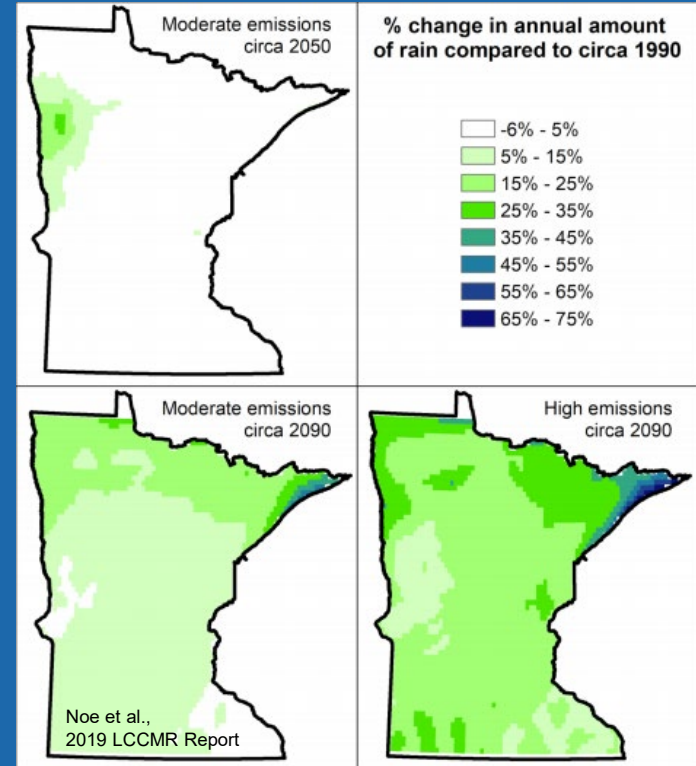 Moderate emissions
circa 2050
% change in annual amount
of rain compared to circa 1990
-6% - 5%
5% - 15%
15% - 25%
25% - 35%
35% - 45%
45% - 55%
55% - 65%
65% - 75%
Moderate emissions
circa 2090
Noe et al.,
2019 LCCMR Report
High emissions
circa 2090